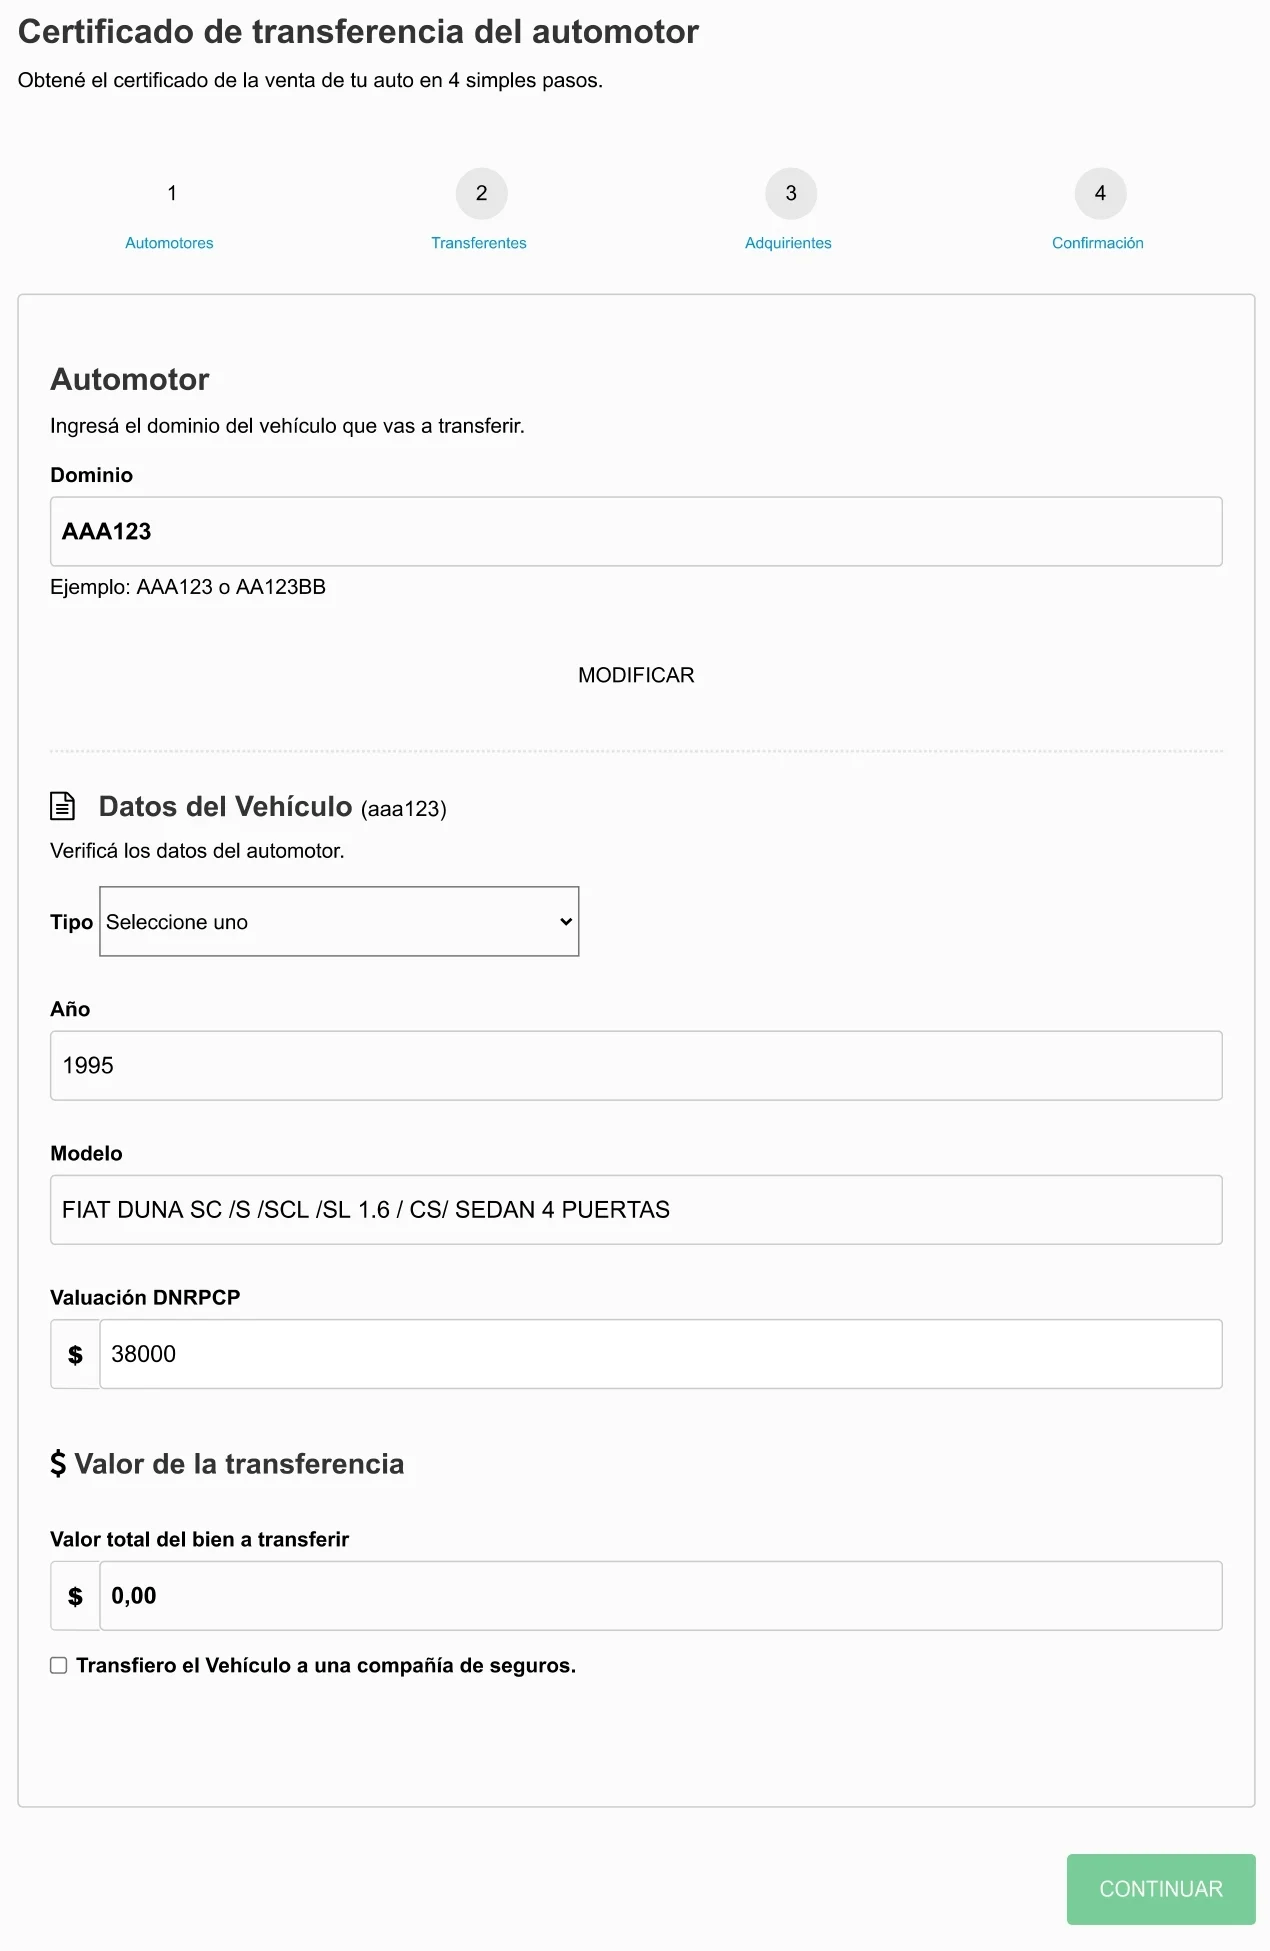 Certificado de transferencia del automotor
Obtené el certificado de la venta de tu auto en 4 simples pasos.
1
2
3
4
Automotores
Transferentes
Adquirientes
Confirmación
Automotor
Ingresá el dominio del vehículo que vas a transferir.
Dominio
AAA123
Ejemplo: AAA123 o AA123BB
MODIFICAR
Datos del Vehículo (aaa123)
Verificá los datos del automotor.
Tipo Seleccione uno
Año
1995
Modelo
FIAT DUNA SC /S /SCL /SL 1.6 / CS/ SEDAN 4 PUERTAS
Valuación DNRPCP
$ 38000
$ Valor de la transferencia
Valor total del bien a transferir
$ 0,00
Transfiero el Vehículo a una compañía de seguros.
CONTINUAR